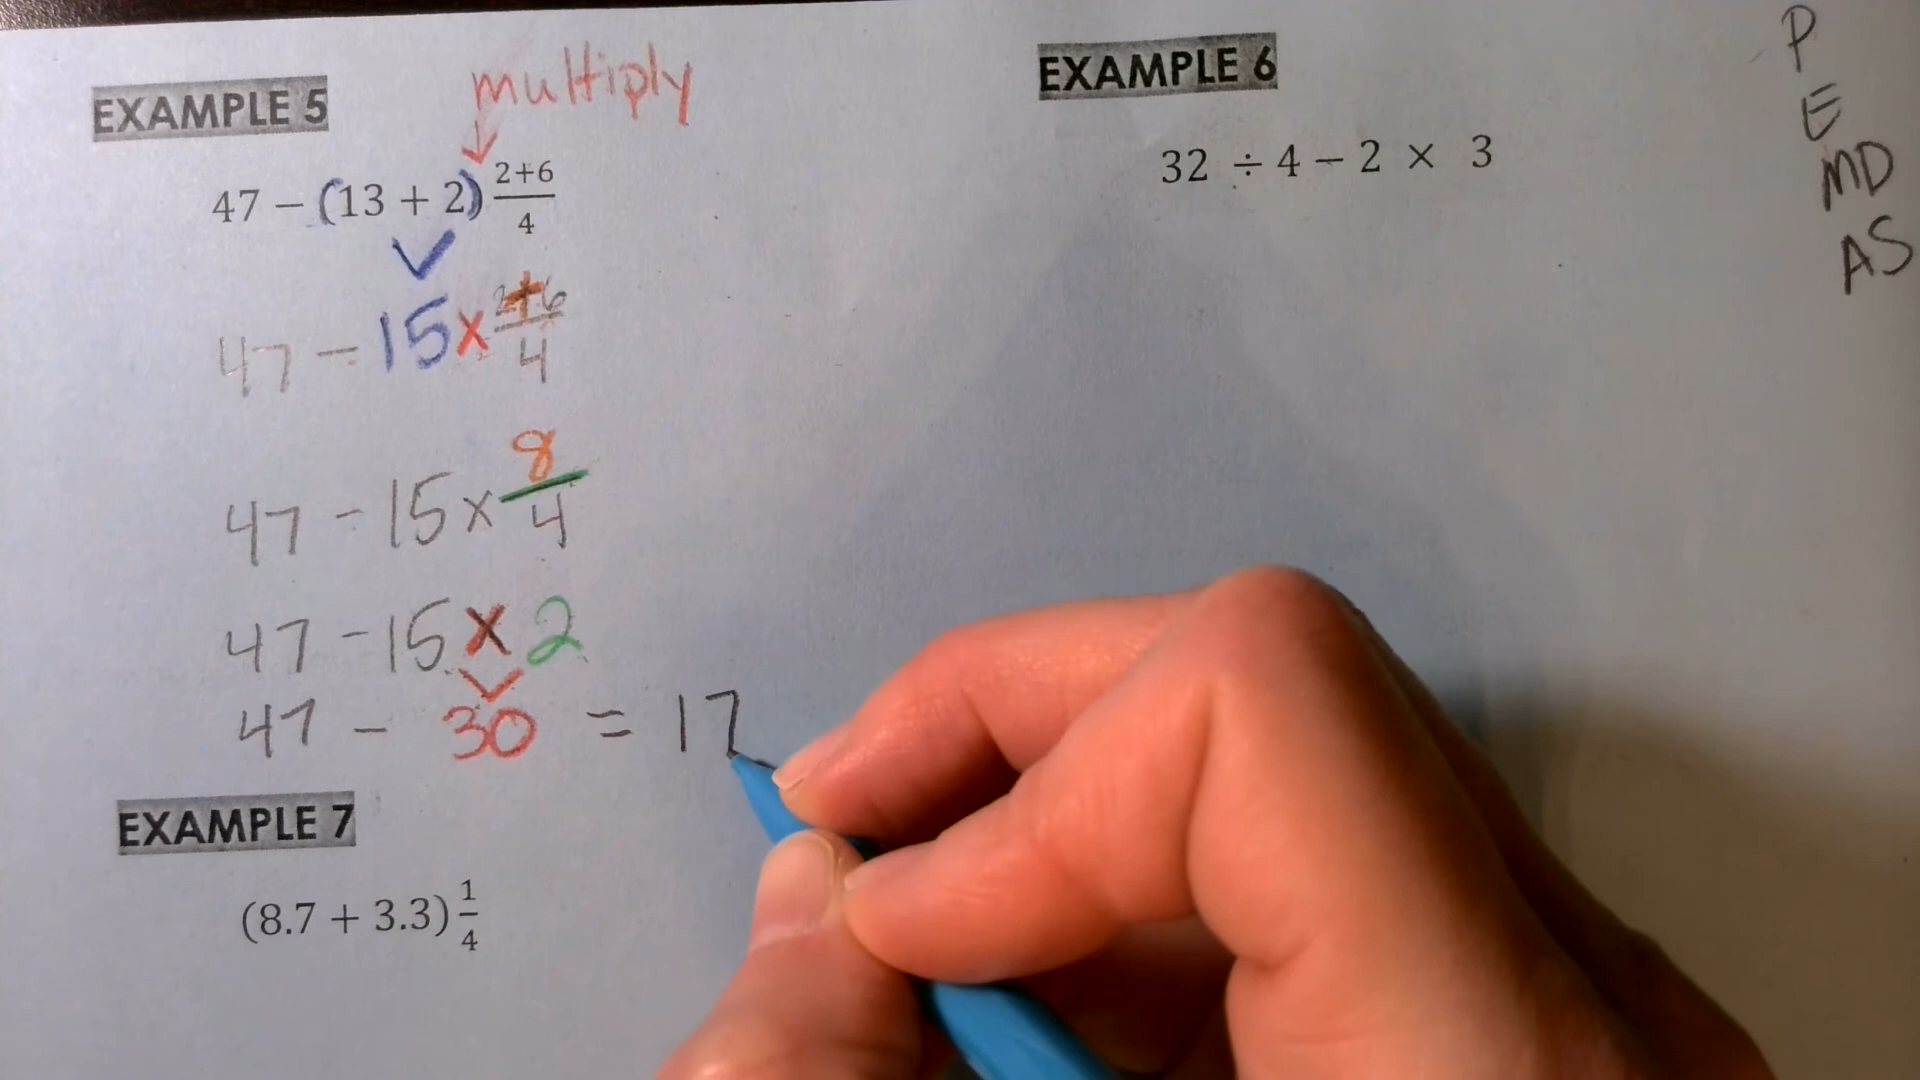 EXAMPLE 5
multiply
47 − (13 + 2) 2+6/4
47 − 15 × 2+6/4
47 − 15 × 8/4
47 − 15 × 2
47 − 30 = 17
EXAMPLE 6
32 ÷ 4 − 2 × 3
P
E
MD
AS
EXAMPLE 7
(8.7 + 3.3) 1/4